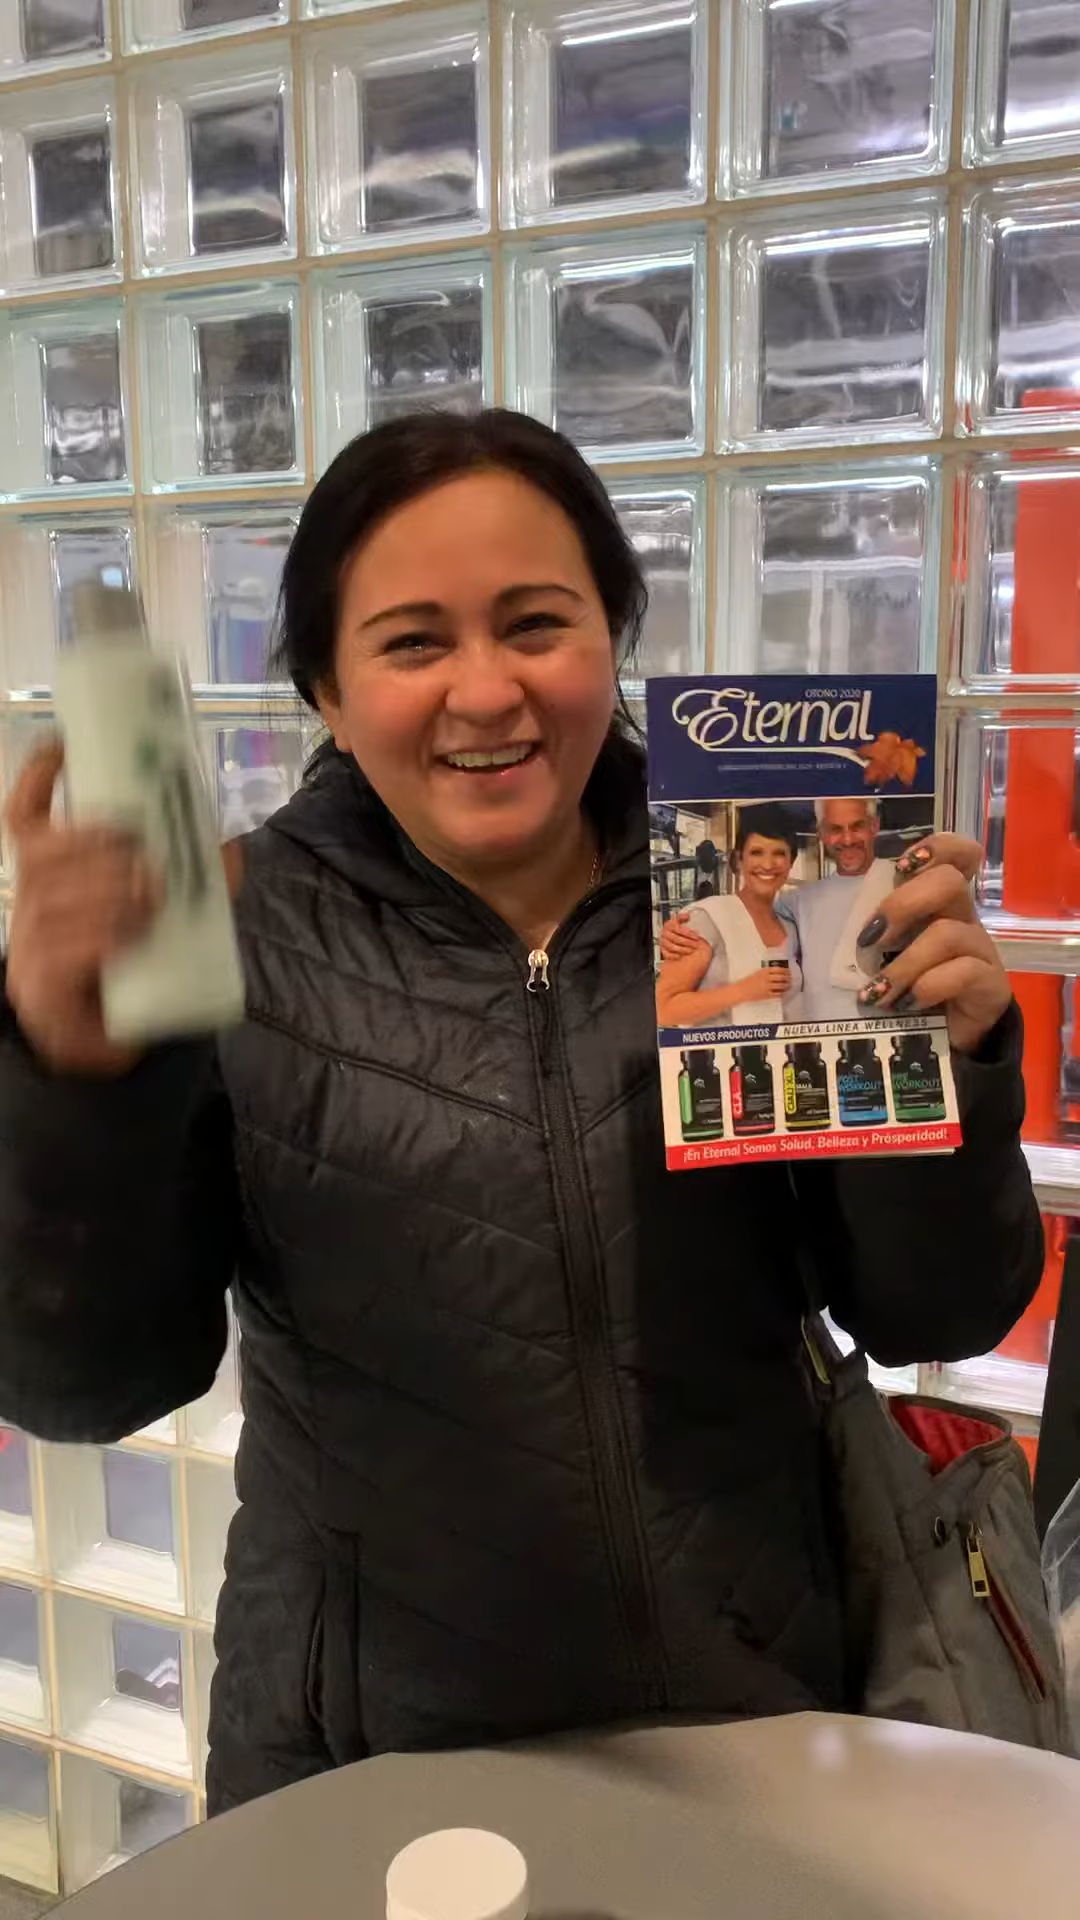 OTOÑO 2020
Eternal
NUEVOS PRODUCTOS NUEVA LINEA WELLNESS
CLA
POST
WORKOUT
PRE
WORKOUT
¡En Eternal Somos Salud, Belleza y Prosperidad!